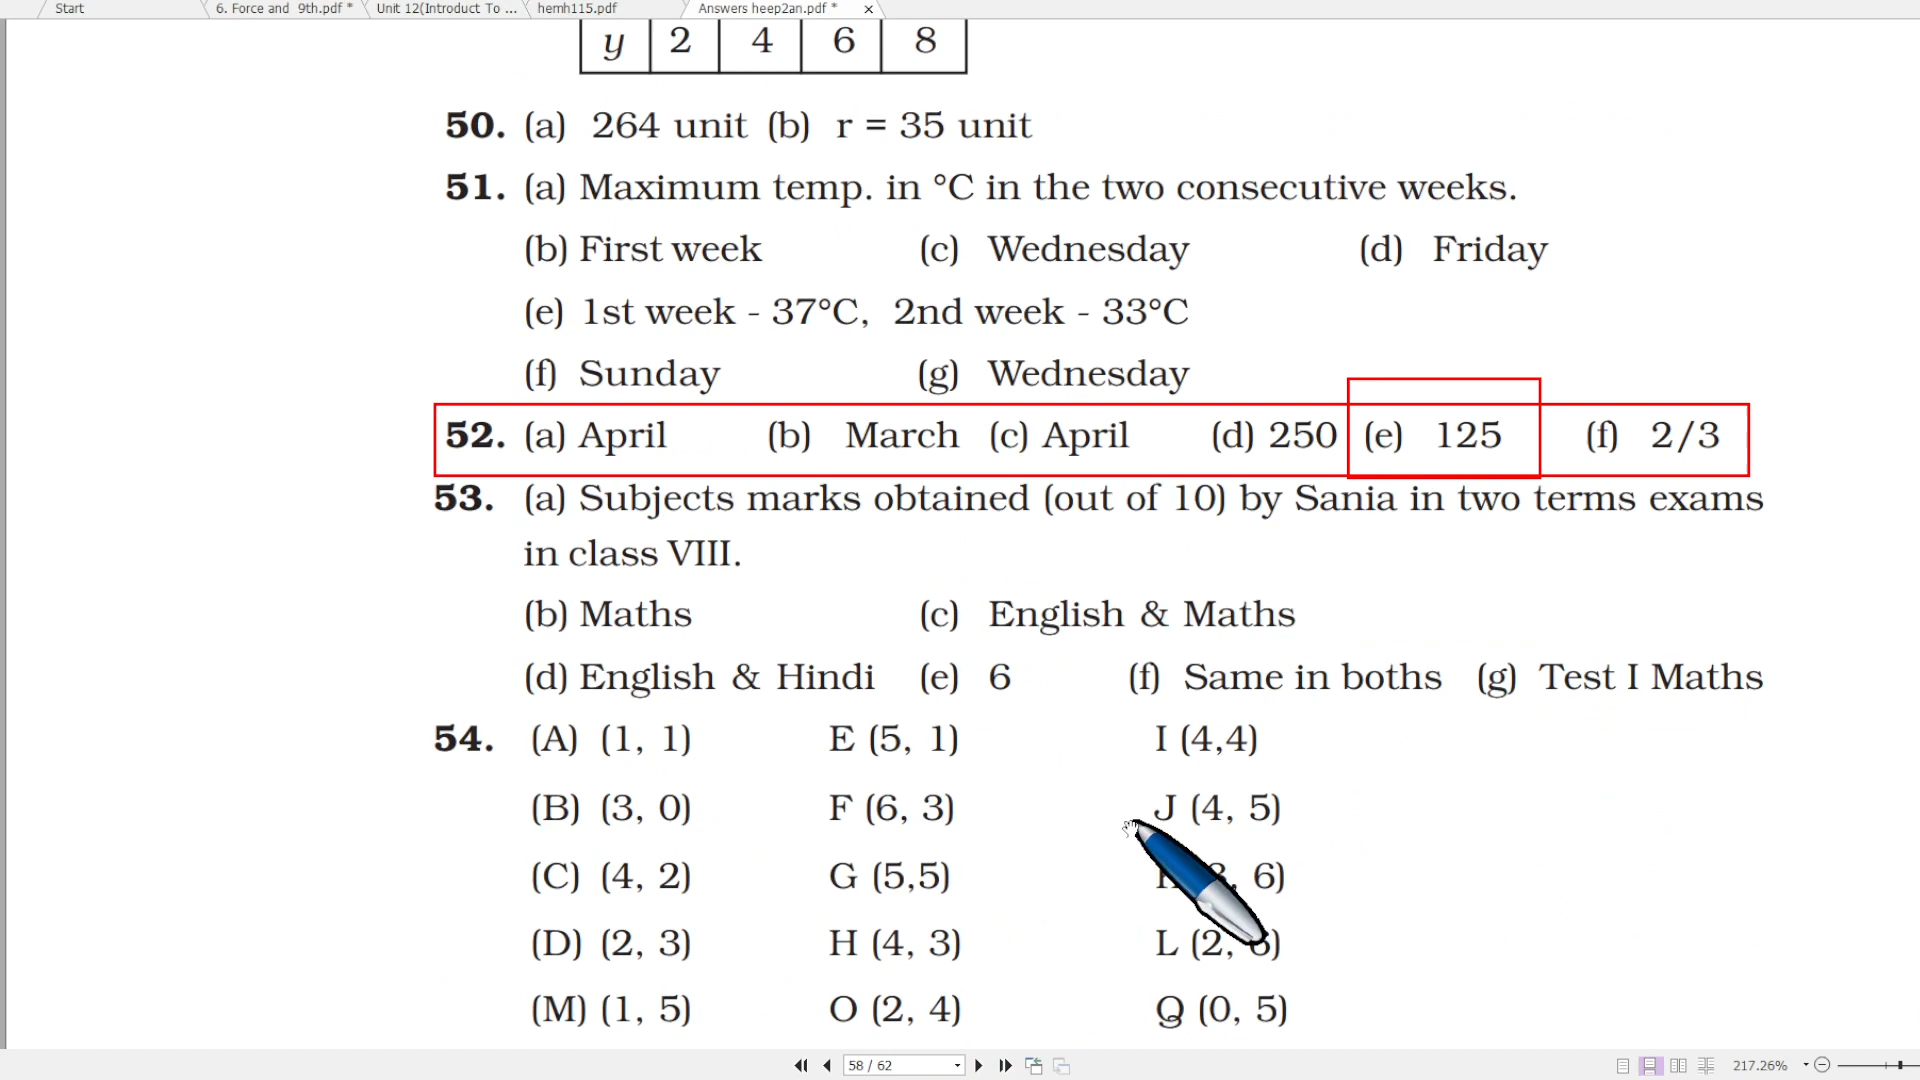 Start 6. Force and 9th.pdf * Unit 12(Introduct To ... hemh115.pdf Answers heep2an.pdf * ×
y 2 4 6 8
50. (a) 264 unit (b) r = 35 unit
51. (a) Maximum temp. in °C in the two consecutive weeks.
(b) First week (c) Wednesday (d) Friday
(e) 1st week - 37°C, 2nd week - 33°C
(f) Sunday (g) Wednesday
52. (a) April (b) March (c) April (d) 250 (e) 125 (f) 2/3
53. (a) Subjects marks obtained (out of 10) by Sania in two terms exams
in class VIII.
(b) Maths (c) English & Maths
(d) English & Hindi (e) 6 (f) Same in boths (g) Test I Maths
54. (A) (1, 1) E (5, 1) I (4,4)
(B) (3, 0) F (6, 3) J (4, 5)
(C) (4, 2) G (5,5) 6)
(D) (2, 3) H (4, 3) L (2,
(M) (1, 5) O (2, 4) Q (0, 5)
58 / 62 217.26%